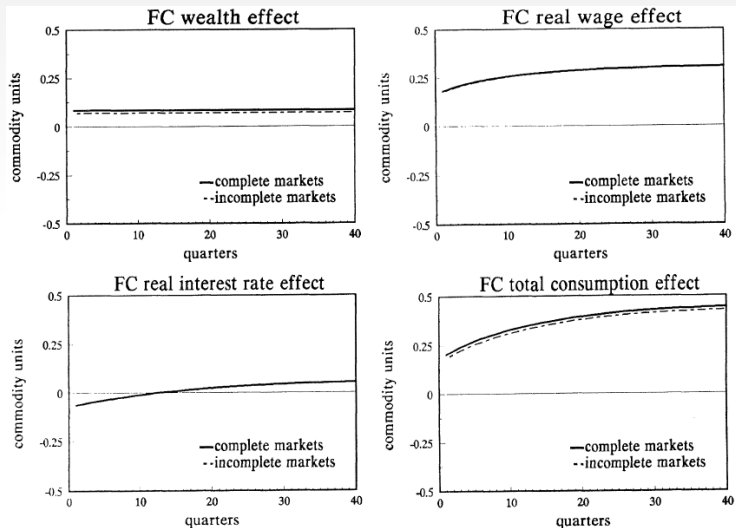 FC wealth effect
0.5
0.25
0
-0.25
-0.5
commodity units
complete markets
incomplete markets
0 10 20 30 40
quarters
FC real wage effect
0.5
0.25
0
-0.25
-0.5
commodity units
complete markets
incomplete markets
0 10 20 30 40
quarters
FC real interest rate effect
0.5
0.25
0
-0.25
-0.5
commodity units
complete markets
incomplete markets
0 10 20 30 40
quarters
FC total consumption effect
0.5
0.25
0
-0.25
-0.5
commodity units
complete markets
incomplete markets
0 10 20 30 40
quarters